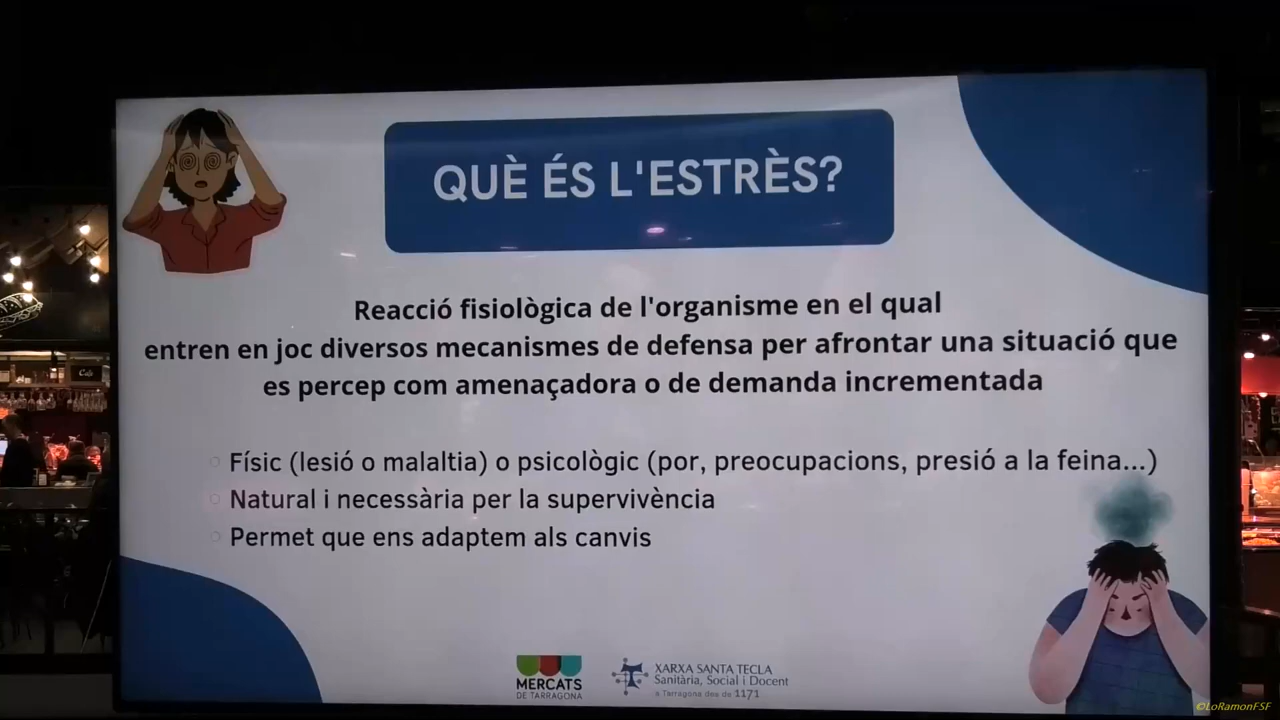 QUÈ ÉS L'ESTRÈS?
Reacció fisiològica de l'organisme en el qual
entren en joc diversos mecanismes de defensa per afrontar una situació que
es percep com amenaçadora o de demanda incrementada
Físic (lesió o malaltia) o psicològic (por, preocupacions, presió a la feina...)
Natural i necessària per la supervivència
Permet que ens adaptem als canvis
Cafe
MERCATS
DE TARRAGONA
XARXA SANTA TECLA
Sanitària, Social i Docent
a Tarragona des de 1171
©LoRamonFSF